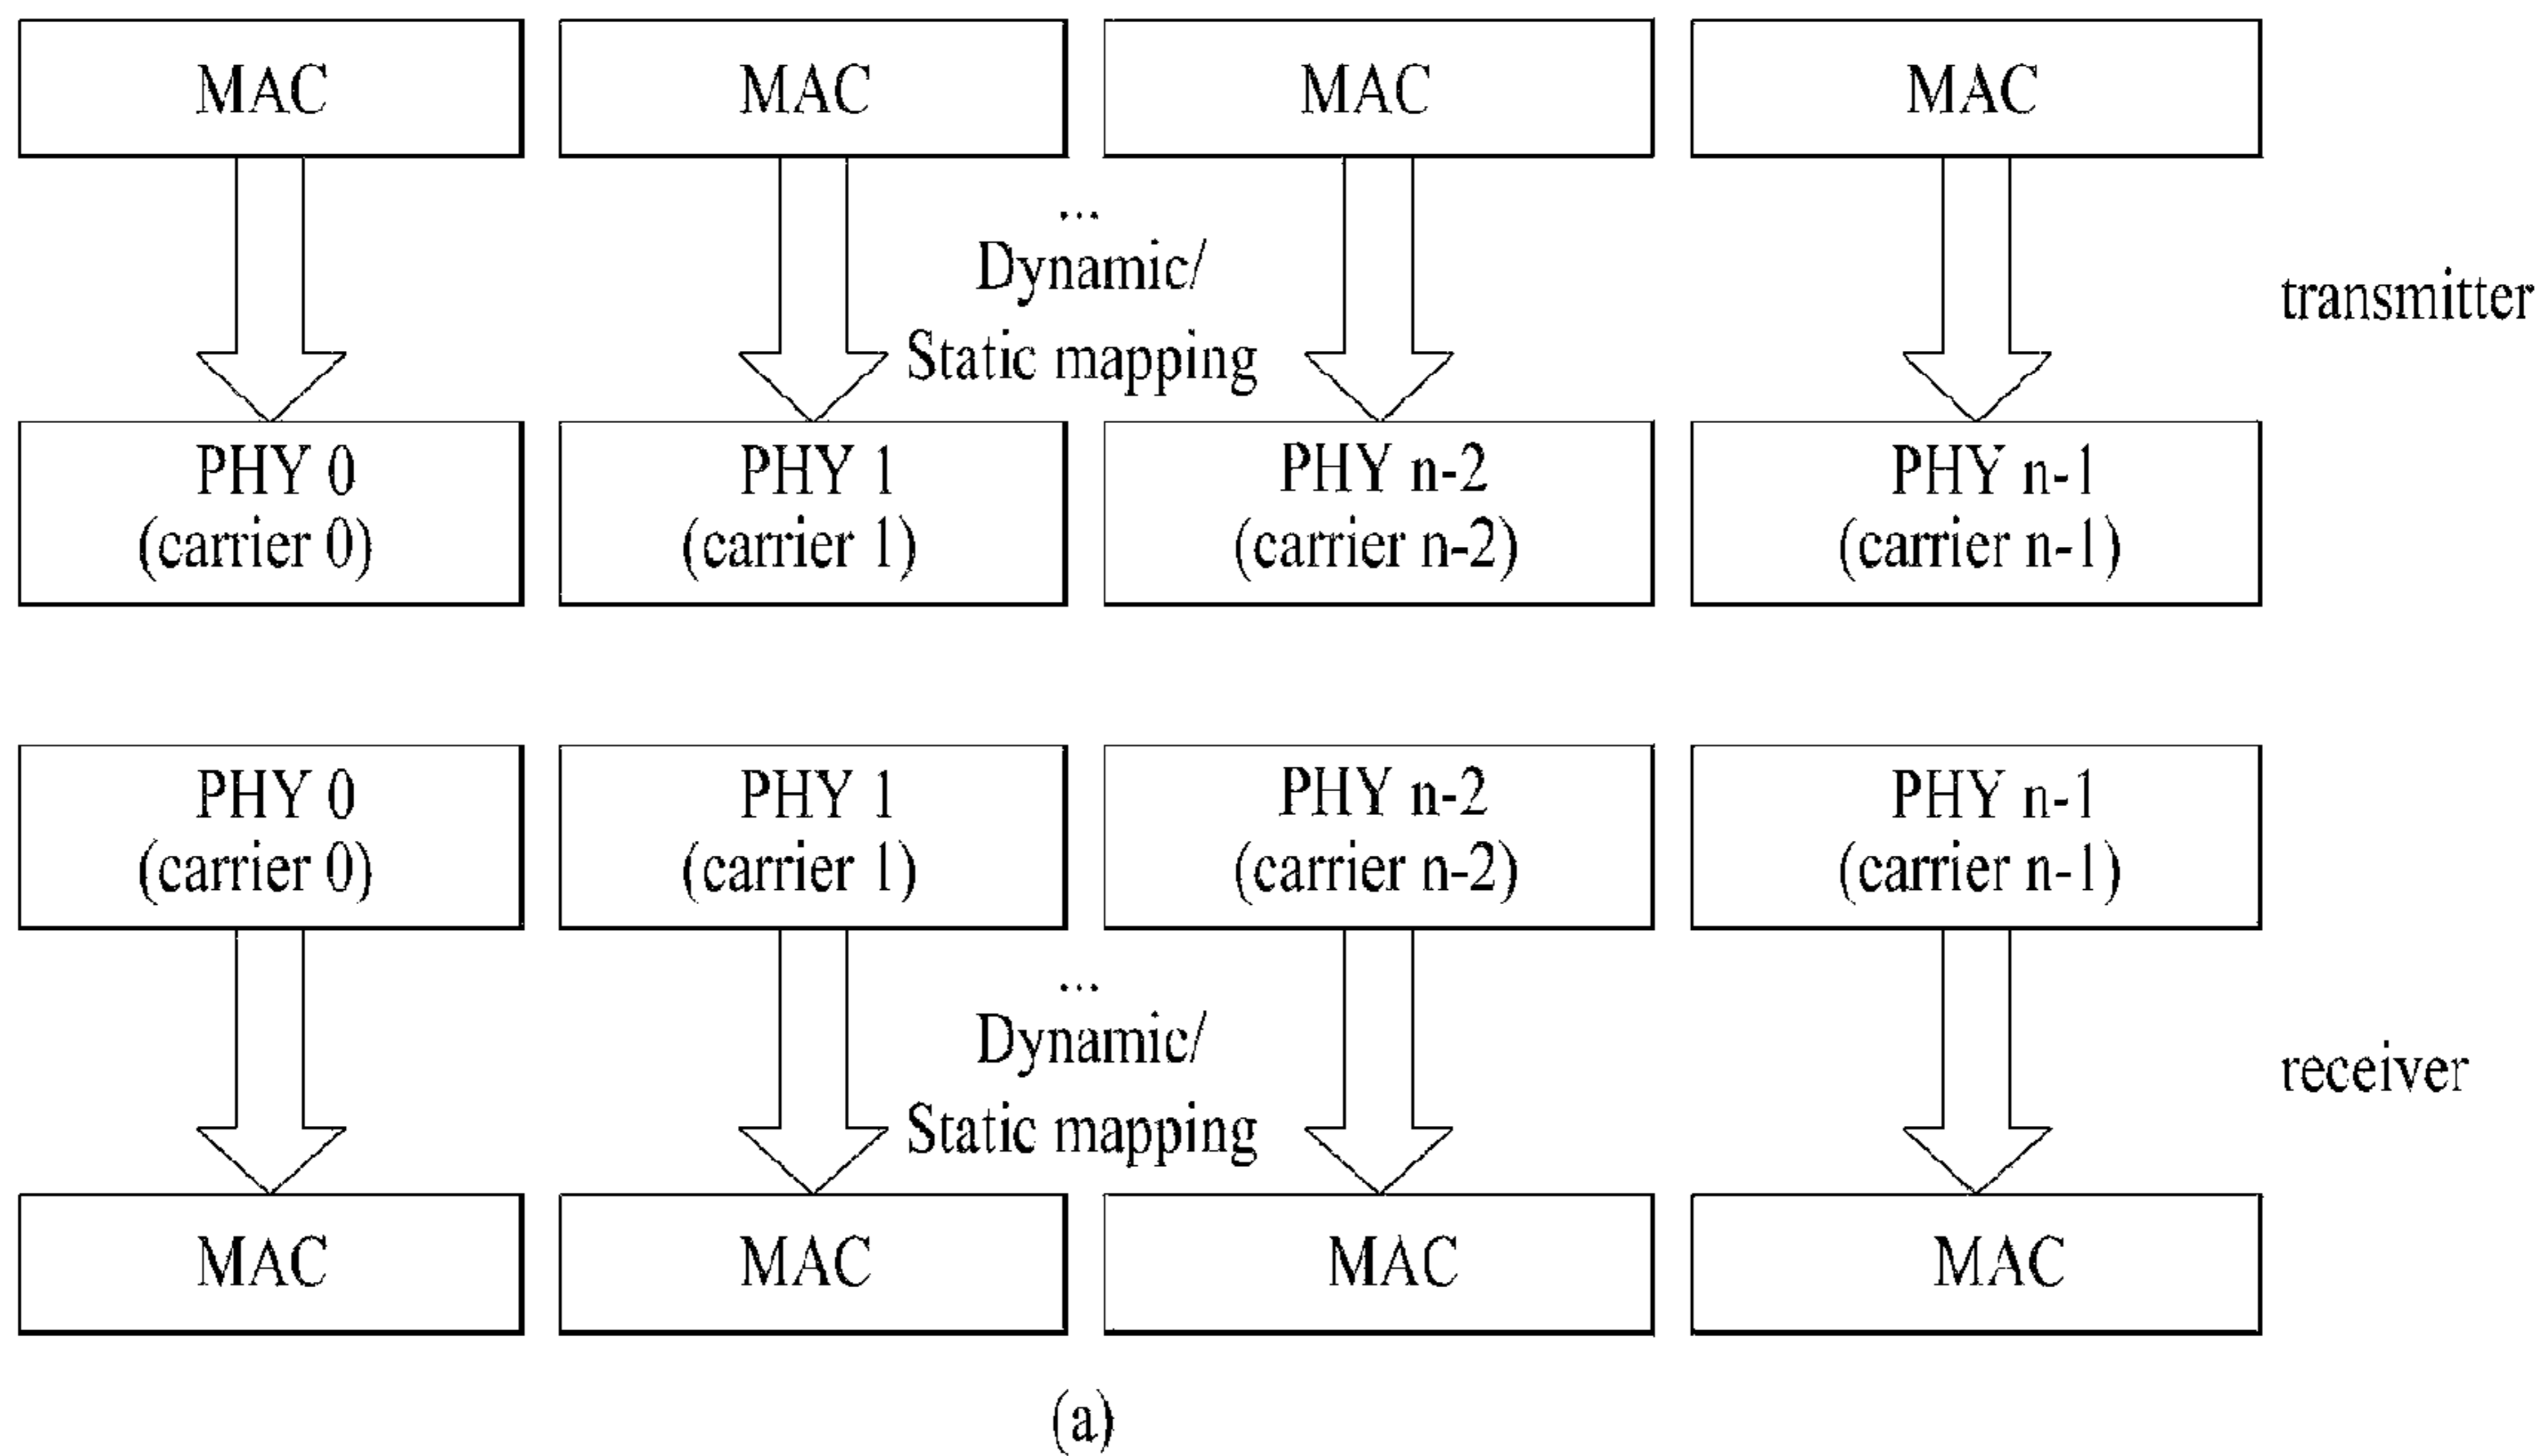 MAC
MAC
MAC
MAC
...
Dynamic/
Static mapping
transmitter
PHY 0
(carrier 0)
PHY 1
(carrier 1)
PHY n-2
(carrier n-2)
PHY n-1
(carrier n-1)
PHY 0
(carrier 0)
PHY 1
(carrier 1)
PHY n-2
(carrier n-2)
PHY n-1
(carrier n-1)
...
Dynamic/
Static mapping
receiver
MAC
MAC
MAC
MAC
(a)